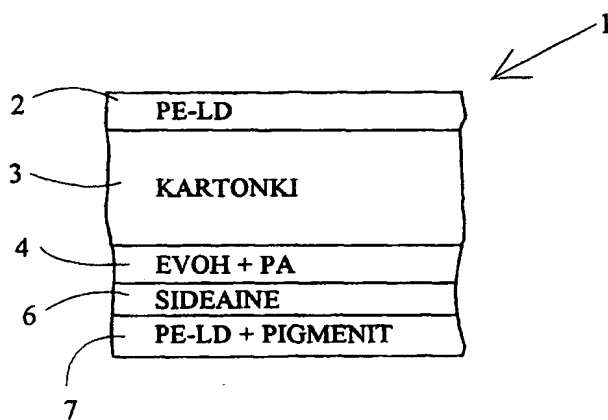 1
2 PE-LD
3 KARTONKI
4 EVOH + PA
6 SIDEAINE
7 PE-LD + PIGMENIT